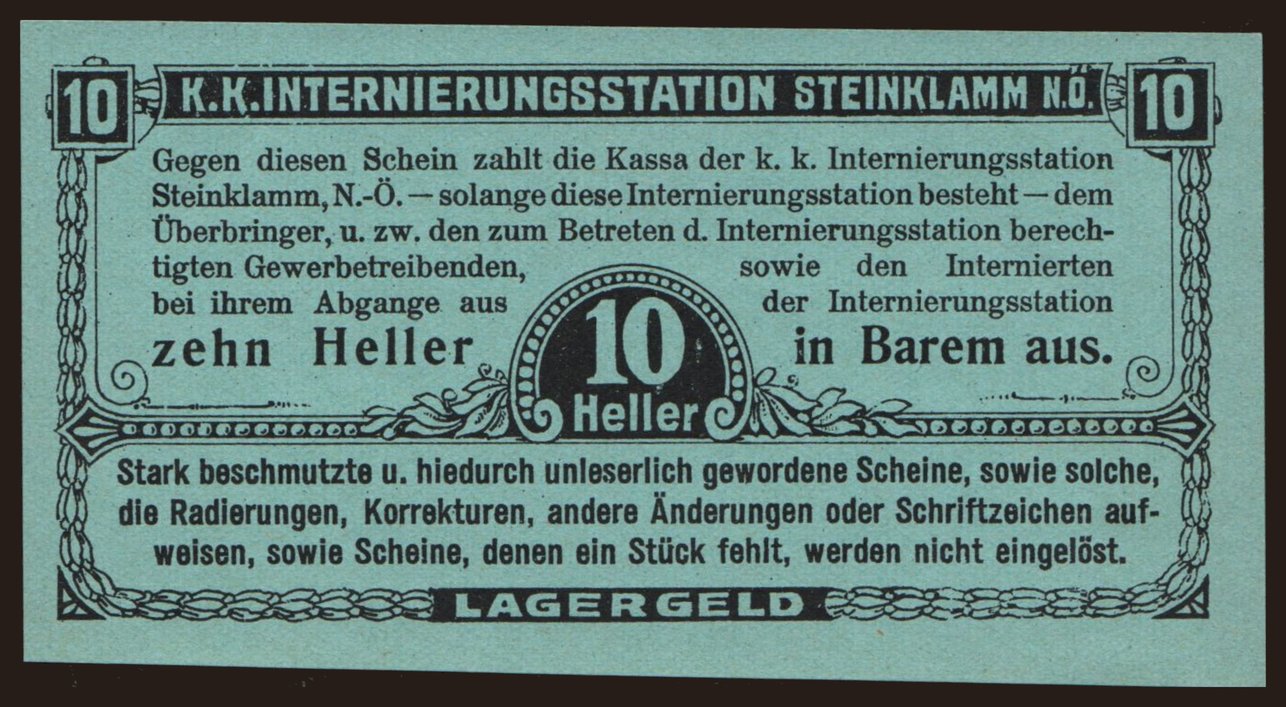 10 K.K.INTERNIERUNGSSTATION STEINKLAMM N.Ö. 10
Gegen diesen Schein zahlt die Kassa der k. k. Internierungsstation
Steinklamm, N.-Ö. — solange diese Internierungsstation besteht — dem
Überbringer, u. zw. den zum Betreten d. Internierungsstation berech-
tigten Gewerbetreibenden, sowie den Internierten
bei ihrem Abgange aus der Internierungsstation
zehn Heller in Barem aus.
10
Heller
Stark beschmutzte u. hiedurch unleserlich gewordene Scheine, sowie solche,
die Radierungen, Korrekturen, andere Änderungen oder Schriftzeichen auf-
weisen, sowie Scheine, denen ein Stück fehlt, werden nicht eingelöst.
LAGERGELD